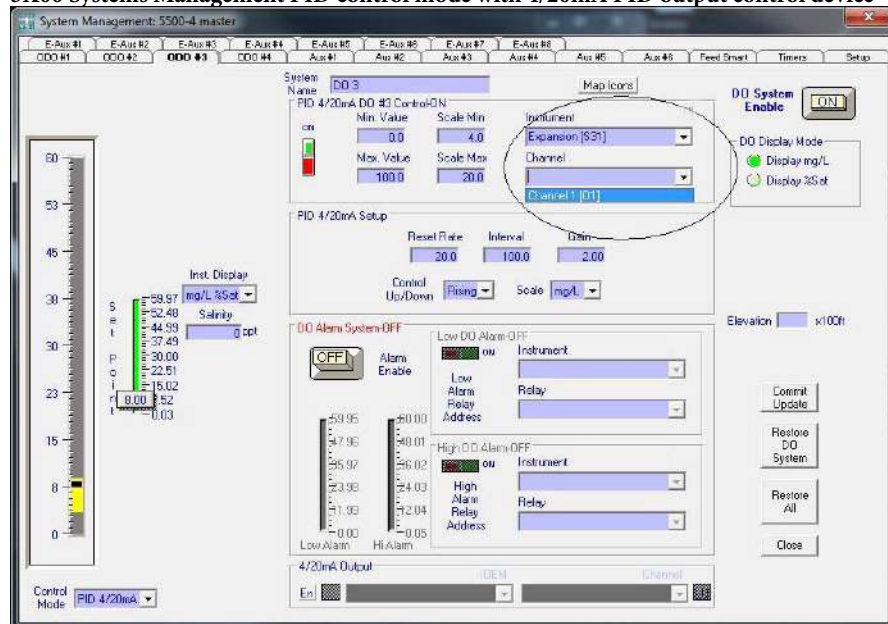 5X00 Systems Management PID control mode with 4/20mA PID output control device
System Management: 5500-4 master
E-Aux #1 E-Aux #2 E-Aux #3 E-Aux #4 E-Aux #5 E-Aux #6 E-Aux #7 E-Aux #8
ODO #1 ODO #2 ODO #3 ODO #4 Aux #1 Aux #2 Aux #3 Aux #4 Aux #5 Aux #6 Feed Smart Timers Setup
System Name DO 3
Map Icons
DO System Enable ON
PID 4/20mA DO #3 Control-ON
on
Min. Value Scale Min Instrument
0.0 4.0 Expansion [S31]
Max. Value Scale Max Channel
100.0 20.0
Channel 1 [01]
DO Display Mode
Display mg/L
Display %Sat
PID 4/20mA Setup
Reset Rate Interval Gain
20.0 100.0 2.00
Control Up/Down Rising Scale mg/L
60
53
45
38
30
23
15
8
0
Set Point
59.97
52.48
44.99
37.49
30.00
22.51
15.02
8.00 7.52
0.03
Inst. Display
mg/L %Sat
Salinity
0 ppt
Elevation x100ft
DO Alarm System-OFF
OFF Alarm Enable
Low DO Alarm-OFF
ON Instrument
Low Alarm Relay Address
Relay
59.95 60.00
47.96 48.01
35.97 36.02
23.98 24.03
11.99 12.04
0.00 0.05
Low Alarm Hi Alarm
High DO Alarm-OFF
ON Instrument
High Alarm Relay Address
Relay
Commit Update
Restore DO System
Restore All
Close
4/20mA Output
OEM Channel
En
Control Mode PID 4/20mA